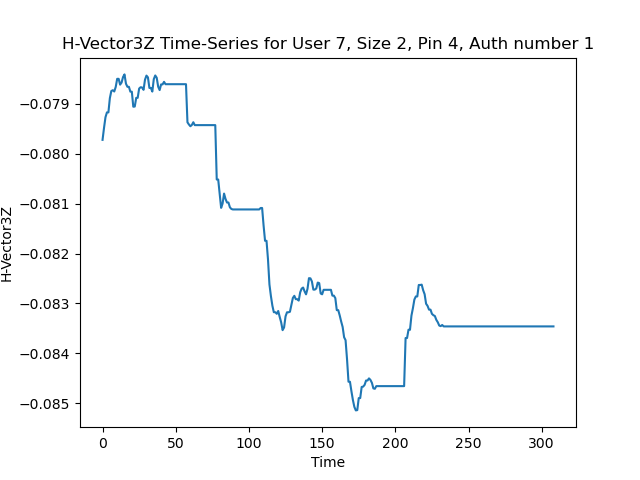 H-Vector3Z Time-Series for User 7, Size 2, Pin 4, Auth number 1
−0.079
−0.080
−0.081
−0.082
−0.083
−0.084
−0.085
H-Vector3Z
0 50 100 150 200 250 300
Time